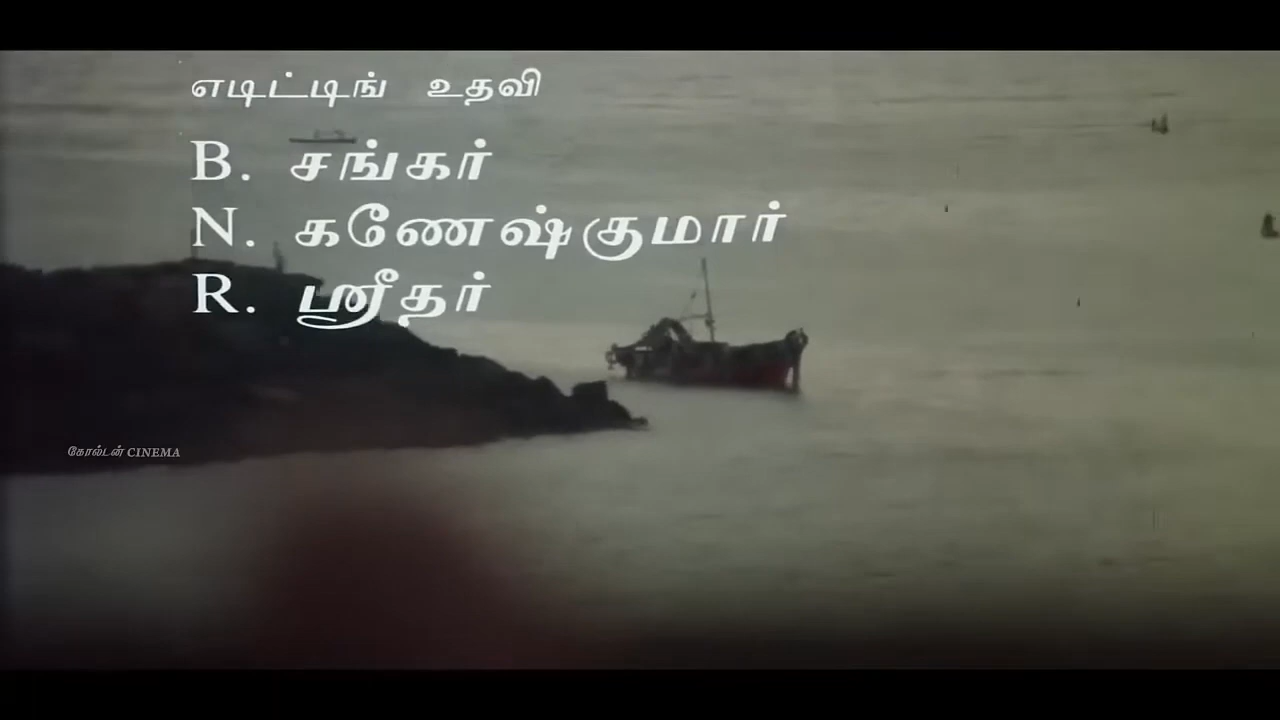 எடிட்டிங் உதவி
B. சங்கர்
N. கணேஷ்குமார்
R. ஸ்ரீதர்
கோல்டன் CINEMA